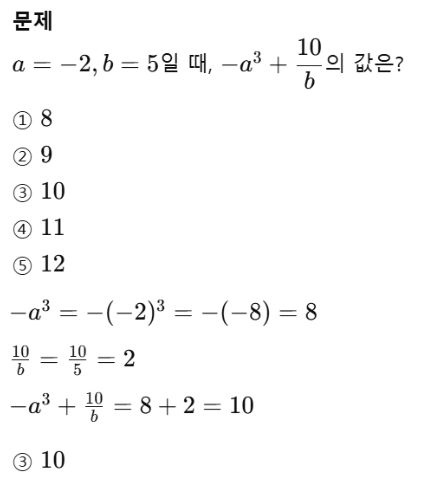 문제
a = −2, b = 5일 때, −a³ + 10/b의 값은?
① 8
② 9
③ 10
④ 11
⑤ 12
−a³ = −(−2)³ = −(−8) = 8
10/b = 10/5 = 2
−a³ + 10/b = 8 + 2 = 10
③ 10